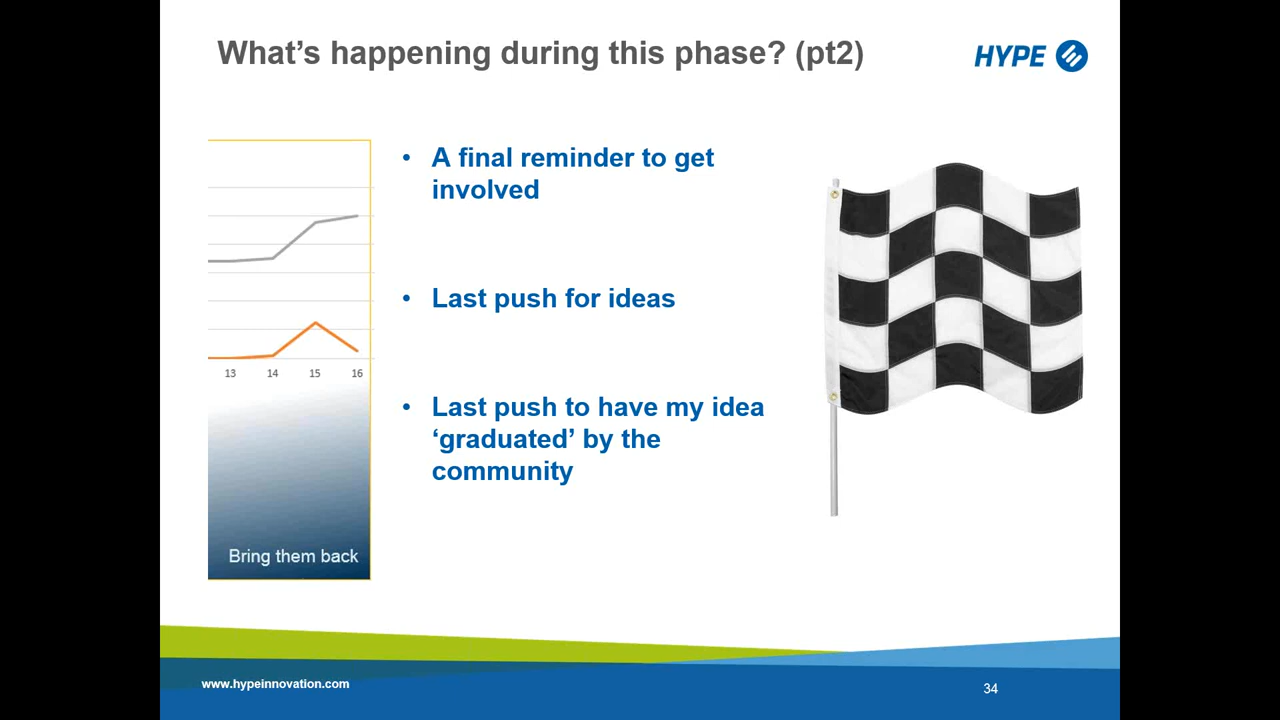 What's happening during this phase? (pt2)
HYPE
• A final reminder to get
involved
• Last push for ideas
• Last push to have my idea
‘graduated’ by the
community
13 14 15 16
Bring them back
www.hypeinnovation.com
34